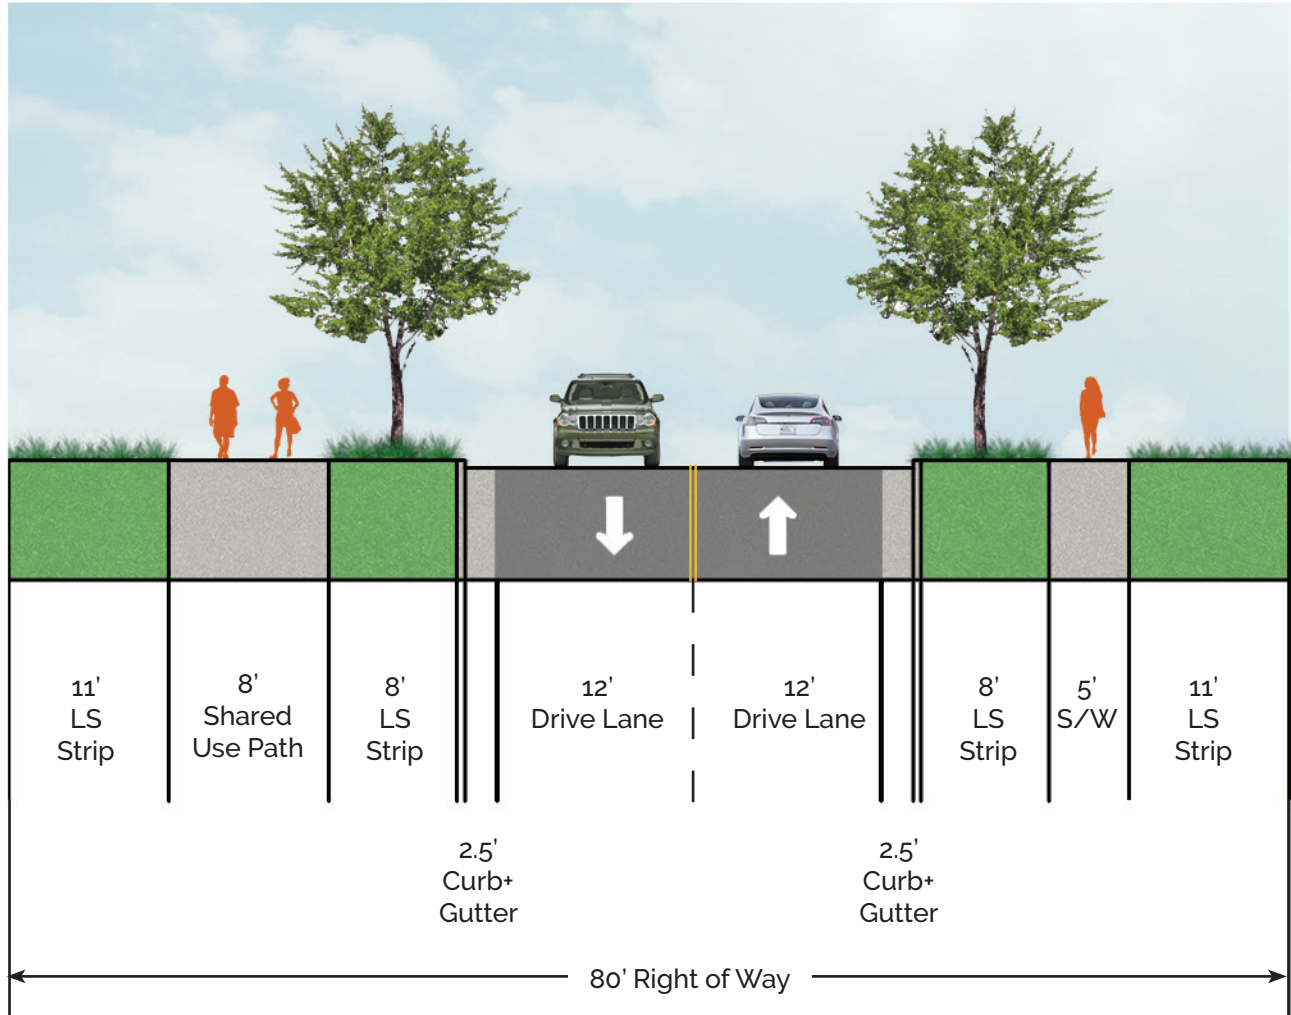 11’
LS
Strip
8’
Shared
Use Path
8’
LS
Strip
12’
Drive Lane
12’
Drive Lane
8’
LS
Strip
5’
S/W
11’
LS
Strip
2.5’
Curb+
Gutter
2.5’
Curb+
Gutter
80’ Right of Way